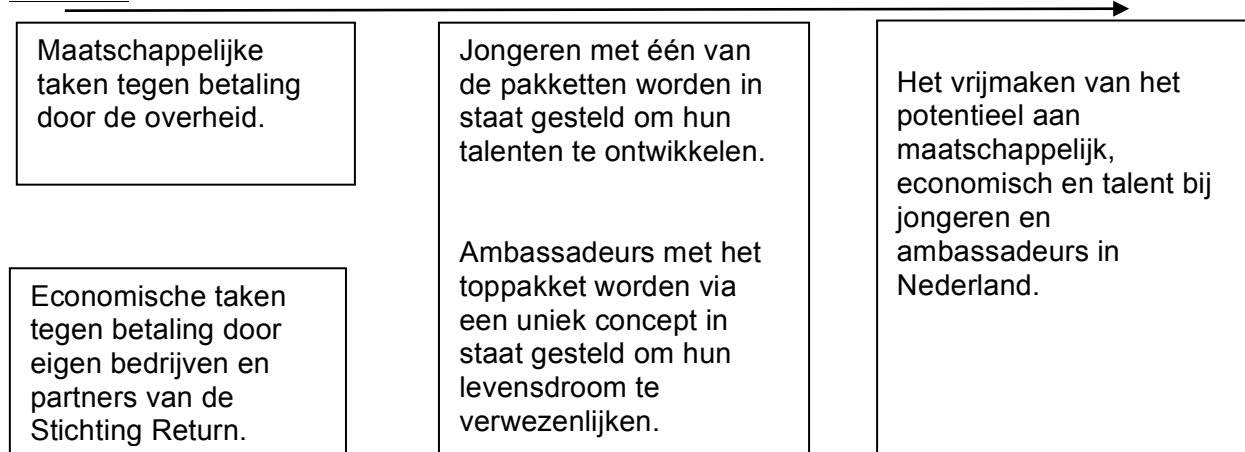 Maatschappelijke
taken tegen betaling
door de overheid.
Economische taken
tegen betaling door
eigen bedrijven en
partners van de
Stichting Return.
Jongeren met één van
de pakketten worden in
staat gesteld om hun
talenten te ontwikkelen.
Ambassadeurs met het
toppakket worden via
een uniek concept in
staat gesteld om hun
levensdroom te
verwezenlijken.
Het vrijmaken van het
potentieel aan
maatschappelijk,
economisch en talent bij
jongeren en
ambassadeurs in
Nederland.